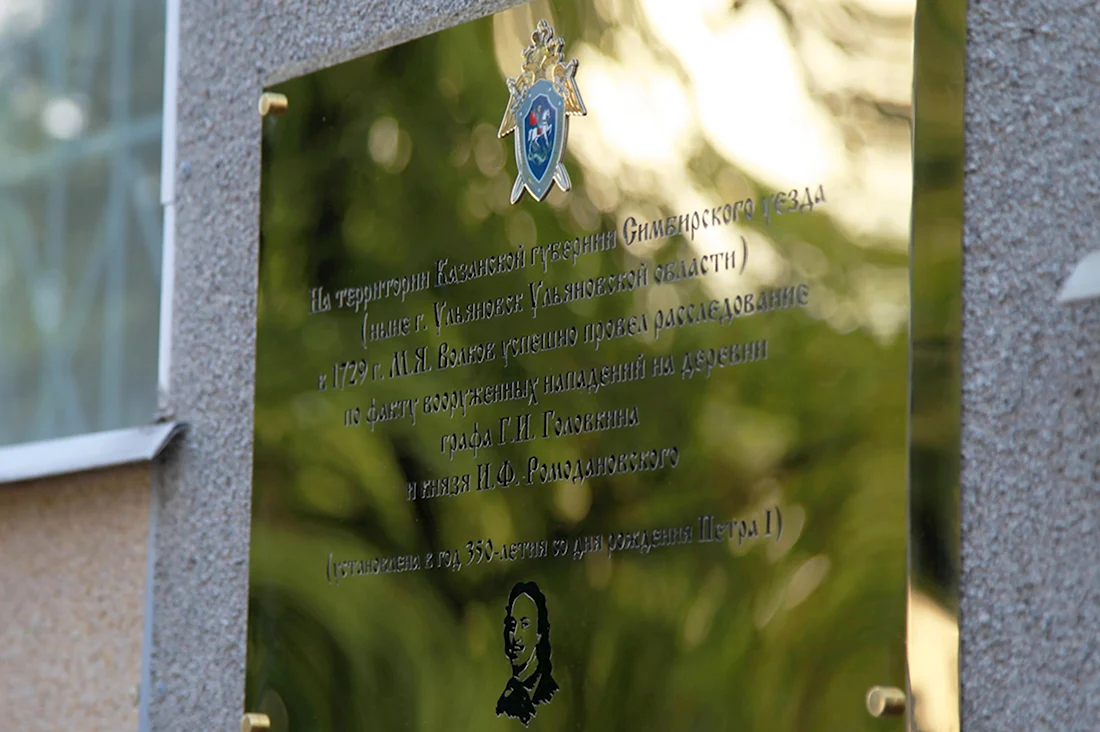 На территории Казанской губернии Симбирского уезда
(ныне г. Ульяновск Ульяновской области)
в 1729 г. М.Я. Волков успешно провел расследование
по факту вооруженных нападений на деревни
графа Г.И. Головкина
и князя И.Ф. Ромодановского
(установлена в год 350-летия со дня рождения Петра I)